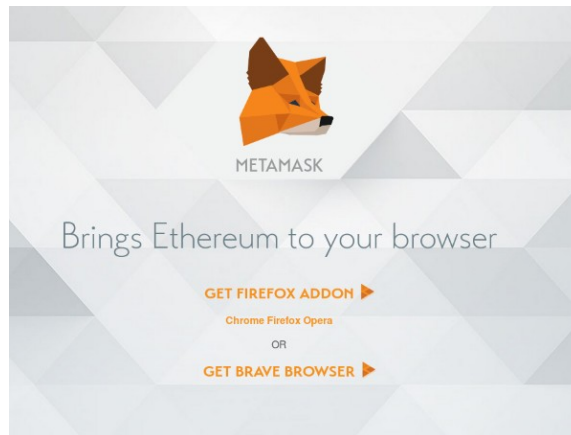 METAMASK
Brings Ethereum to your browser
GET FIREFOX ADDON
Chrome Firefox Opera
OR
GET BRAVE BROWSER